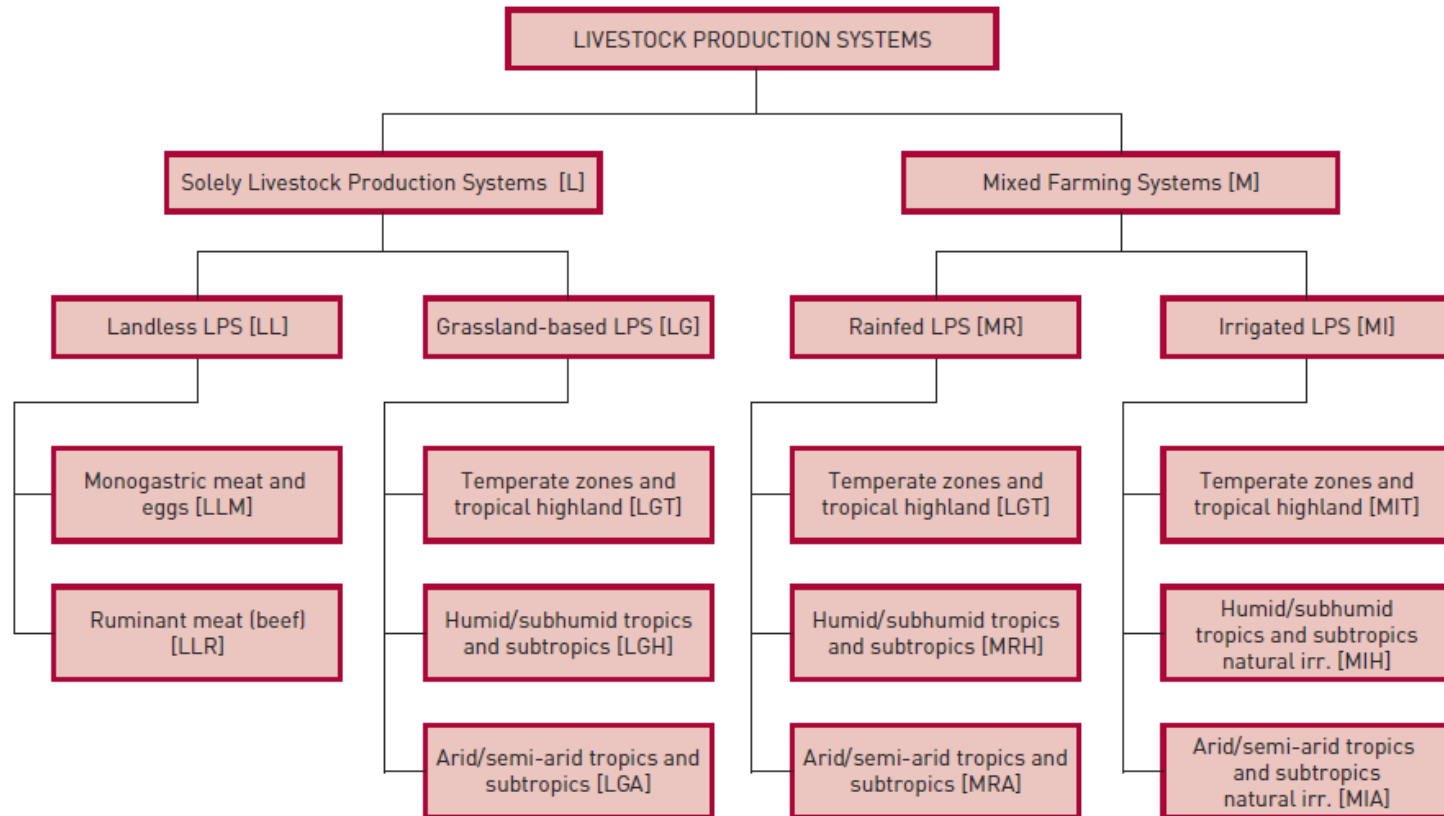 LIVESTOCK PRODUCTION SYSTEMS
Solely Livestock Production Systems [L]
Mixed Farming Systems [M]
Landless LPS [LL]
Grassland-based LPS [LG]
Rainfed LPS [MR]
Irrigated LPS [MI]
Monogastric meat and
eggs [LLM]
Temperate zones and
tropical highland [LGT]
Temperate zones and
tropical highland [LGT]
Temperate zones and
tropical highland [MIT]
Ruminant meat (beef)
[LLR]
Humid/subhumid tropics
and subtropics [LGH]
Humid/subhumid tropics
and subtropics [MRH]
Humid/subhumid
tropics and subtropics
natural irr. [MIH]
Arid/semi-arid tropics and
subtropics [LGA]
Arid/semi-arid tropics and
subtropics [MRA]
Arid/semi-arid tropics
and subtropics
natural irr. [MIA]